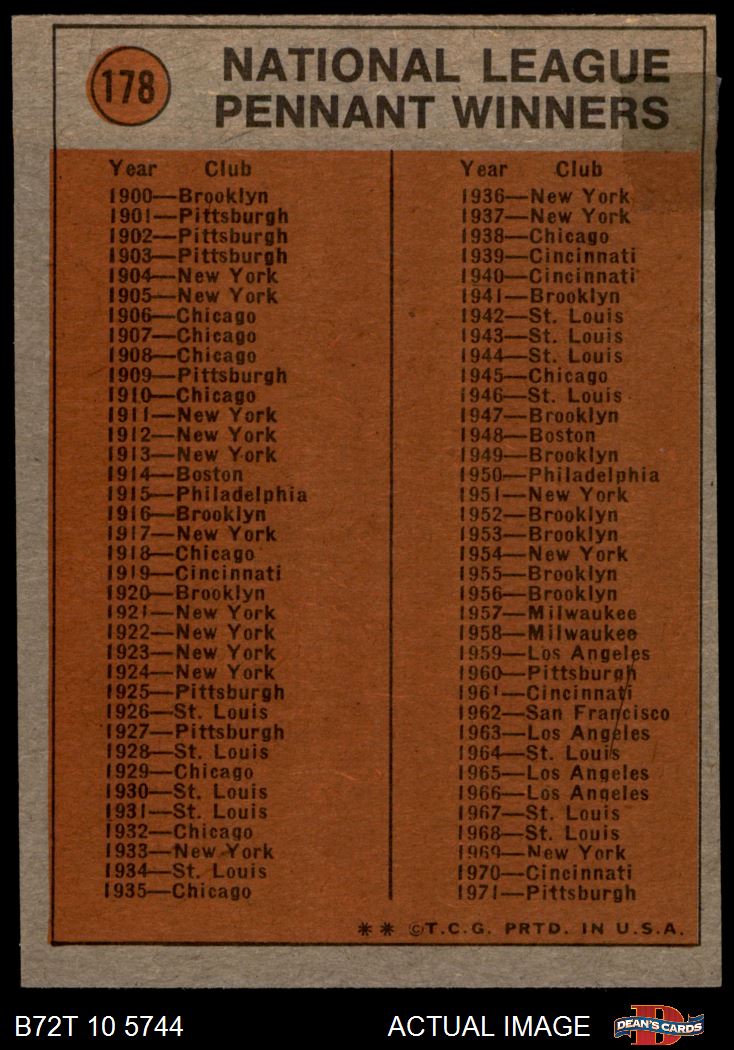 178
NATIONAL LEAGUE
PENNANT WINNERS
Year Club
1900—Brooklyn
1901—Pittsburgh
1902—Pittsburgh
1903—Pittsburgh
1904—New York
1905—New York
1906—Chicago
1907—Chicago
1908—Chicago
1909—Pittsburgh
1910—Chicago
1911—New York
1912—New York
1913—New York
1914—Boston
1915—Philadelphia
1916—Brooklyn
1917—New York
1918—Chicago
1919—Cincinnati
1920—Brooklyn
1921—New York
1922—New York
1923—New York
1924—New York
1925—Pittsburgh
1926—St. Louis
1927—Pittsburgh
1928—St. Louis
1929—Chicago
1930—St. Louis
1931—St. Louis
1932—Chicago
1933—New York
1934—St. Louis
1935—Chicago
Year Club
1936—New York
1937—New York
1938—Chicago
1939—Cincinnati
1940—Cincinnati
1941—Brooklyn
1942—St. Louis
1943—St. Louis
1944—St. Louis
1945—Chicago
1946—St. Louis
1947—Brooklyn
1948—Boston
1949—Brooklyn
1950—Philadelphia
1951—New York
1952—Brooklyn
1953—Brooklyn
1954—New York
1955—Brooklyn
1956—Brooklyn
1957—Milwaukee
1958—Milwaukee
1959—Los Angeles
1960—Pittsburgh
1961—Cincinnati
1962—San Francisco
1963—Los Angeles
1964—St. Louis
1965—Los Angeles
1966—Los Angeles
1967—St. Louis
1968—St. Louis
1969—New York
1970—Cincinnati
1971—Pittsburgh
** ©T.C.G. PRTD. IN U.S.A.
B72T 10 5744 ACTUAL IMAGE
D
DEAN'S CARDS